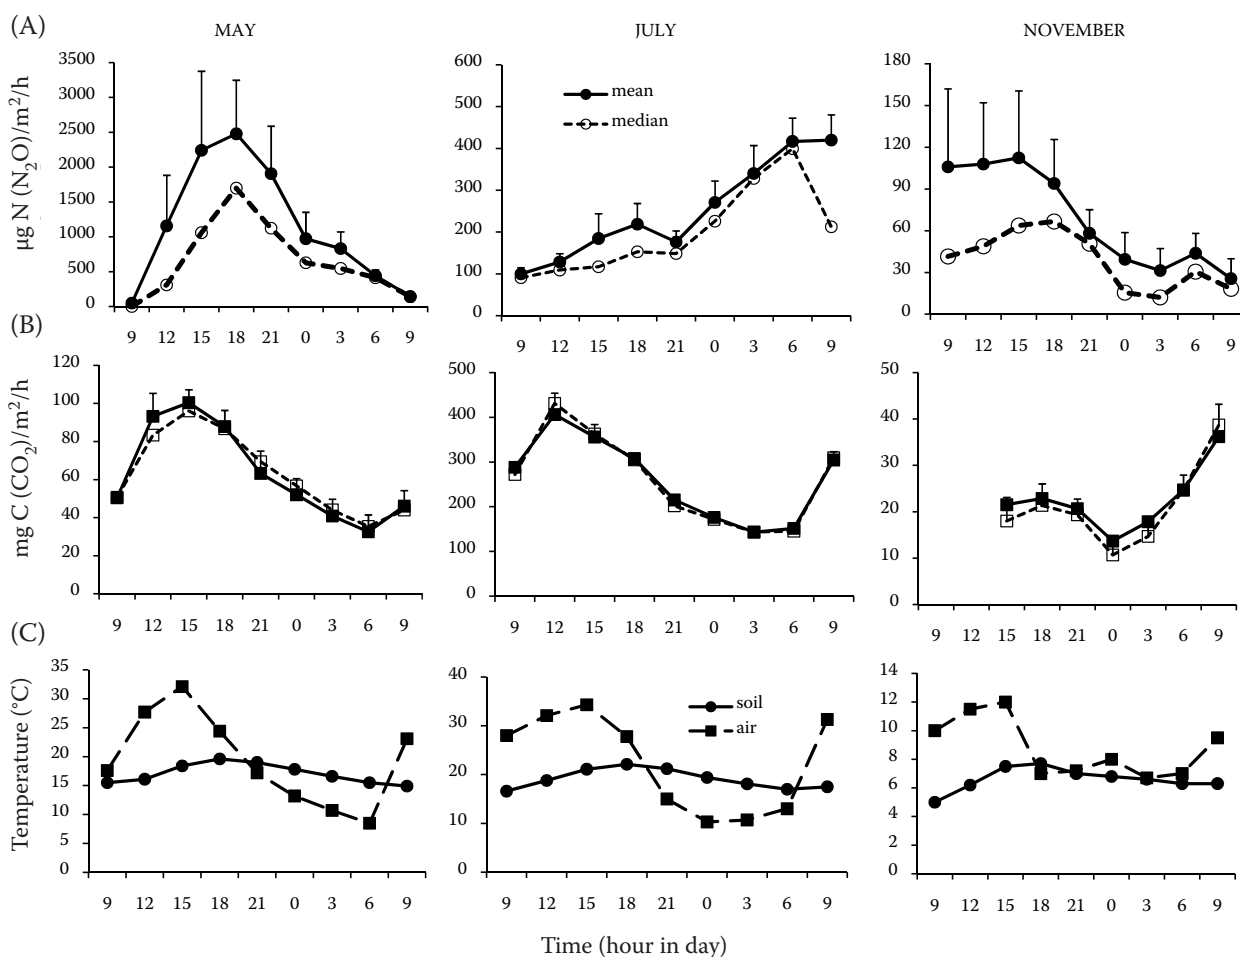 (A)
MAY
JULY
NOVEMBER
µg N (N2O)/m2/h
3500
3000
2500
2000
1500
1000
500
0
9 12 15 18 21 0 3 6 9
600
500
400
300
200
100
0
mean
median
9 12 15 18 21 0 3 6 9
180
150
120
90
60
30
0
9 12 15 18 21 0 3 6 9
(B)
mg C (CO2)/m2/h
120
100
80
60
40
20
0
9 12 15 18 21 0 3 6 9
500
400
300
200
100
0
9 12 15 18 21 0 3 6 9
50
40
30
20
10
0
9 12 15 18 21 0 3 6 9
(C)
Temperature (°C)
35
30
25
20
15
10
5
0
9 12 15 18 21 0 3 6 9
40
30
20
10
0
soil
air
9 12 15 18 21 0 3 6 9
14
12
10
8
6
4
2
0
9 12 15 18 21 0 3 6 9
Time (hour in day)